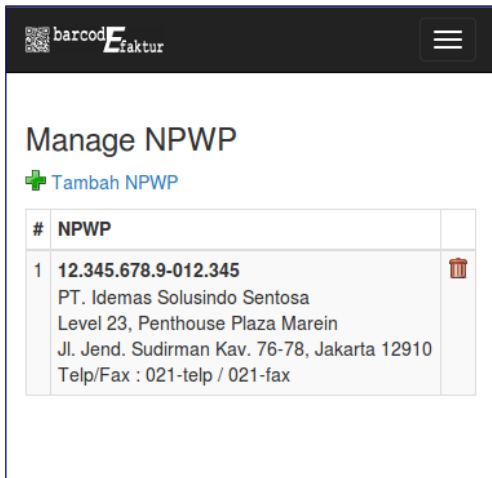 barcodEfaktur
Manage NPWP
Tambah NPWP
# NPWP
1 12.345.678.9-012.345
PT. Idemas Solusindo Sentosa
Level 23, Penthouse Plaza Marein
Jl. Jend. Sudirman Kav. 76-78, Jakarta 12910
Telp/Fax : 021-telp / 021-fax